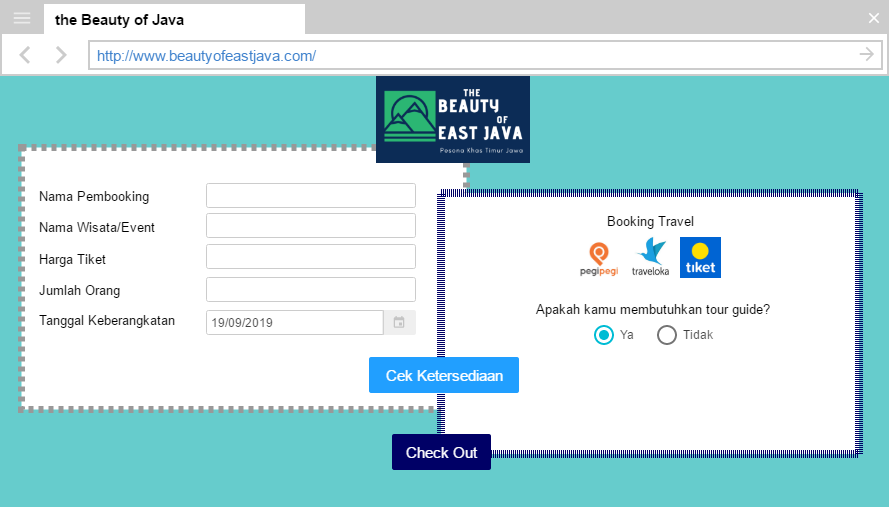 the Beauty of Java
http://www.beautyofeastjava.com/
THE
BEAUTY
OF
EAST JAVA
Pesona Khas Timur Jawa
Nama Pembooking
Nama Wisata/Event
Harga Tiket
Jumlah Orang
Tanggal Keberangkatan
19/09/2019
Cek Ketersediaan
Booking Travel
pegipegi
traveloka
tiket
Apakah kamu membutuhkan tour guide?
Ya
Tidak
Check Out